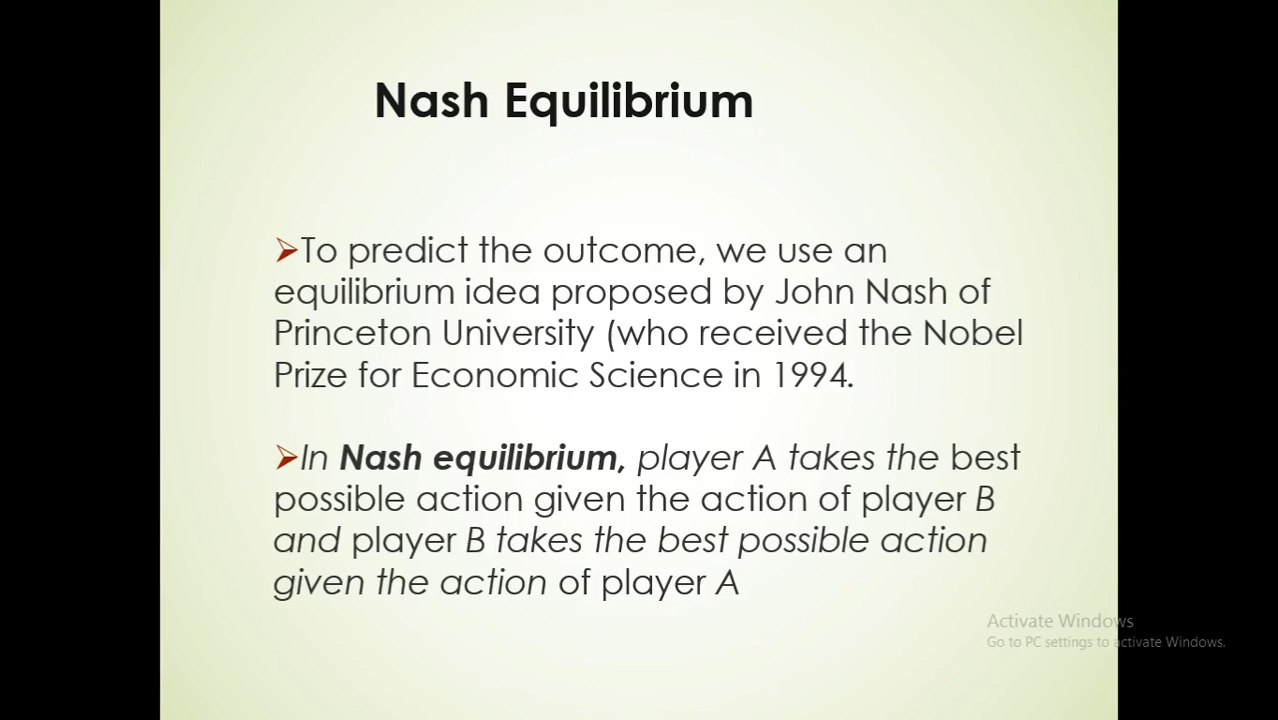 Nash Equilibrium
➢To predict the outcome, we use an
equilibrium idea proposed by John Nash of
Princeton University (who received the Nobel
Prize for Economic Science in 1994.
➢In Nash equilibrium, player A takes the best
possible action given the action of player B
and player B takes the best possible action
given the action of player A
Activate Windows
Go to PC settings to activate Windows.